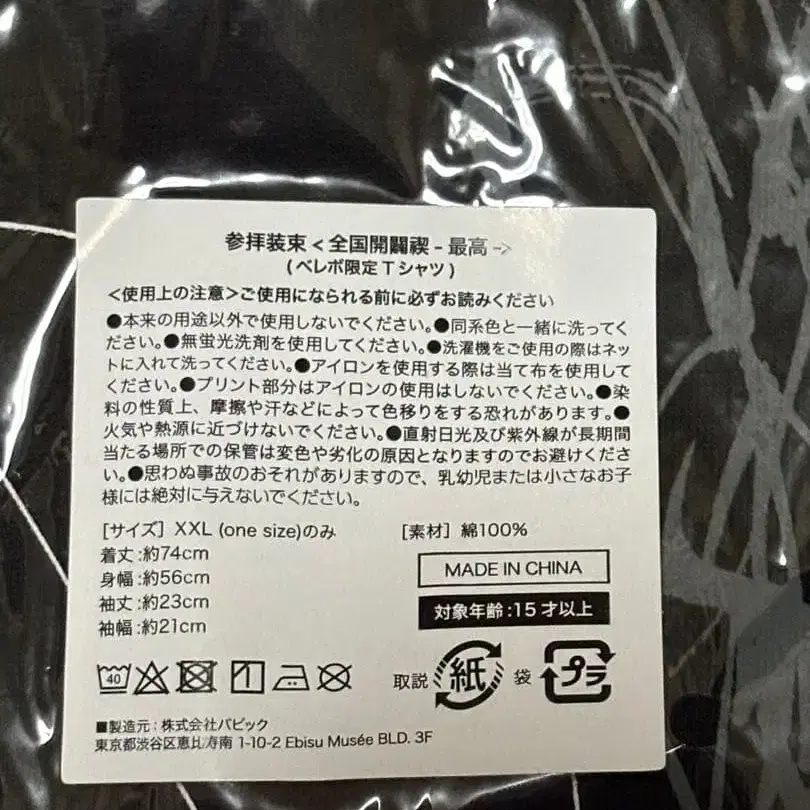 参拝装束<全国開闢禊-最高->
(ベレボ限定Tシャツ)
<使用上の注意>ご使用になられる前に必ずお読みください
●本来の用途以外で使用しないでください。●同系色と一緒に洗ってく
ださい。●無蛍光洗剤を使用してください。●洗濯機をご使用の際はネッ
トに入れて洗ってください。●アイロンを使用する際は当て布を使用して
ください。●プリント部分はアイロンの使用はしないでください。●染
料の性質上、摩擦や汗などによって色移りをする恐れがあります。●
火気や熱源に近づけないでください。●直射日光及び紫外線が長期間
当たる場所での保管は変色や劣化の原因となりますのでお避けくださ
い。●思わぬ事故のおそれがありますので、乳幼児または小さなお子
様には絶対に与えないでください。
[サイズ] XXL (one size)のみ
着丈:約74cm
身幅:約56cm
袖丈:約23cm
袖幅:約21cm
[素材] 綿100%
MADE IN CHINA
対象年齢:15才以上
40
取説 紙 袋 プラ
■製造元:株式会社バビック
東京都渋谷区恵比寿南 1-10-2 Ebisu Musée BLD. 3F